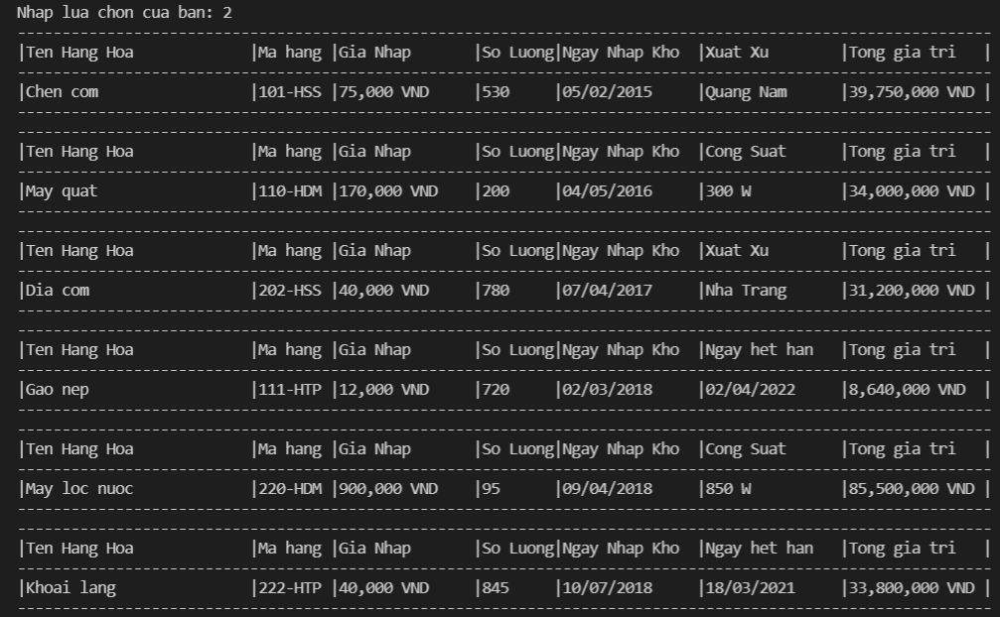 Nhap lua chon cua ban: 2
|Ten Hang Hoa |Ma hang |Gia Nhap |So Luong|Ngay Nhap Kho |Xuat Xu |Tong gia tri |
|Chen com |101-HSS |75,000 VND |530 |05/02/2015 |Quang Nam |39,750,000 VND |
|Ten Hang Hoa |Ma hang |Gia Nhap |So Luong|Ngay Nhap Kho |Cong Suat |Tong gia tri |
|May quat |110-HDM |170,000 VND |200 |04/05/2016 |300 W |34,000,000 VND |
|Ten Hang Hoa |Ma hang |Gia Nhap |So Luong|Ngay Nhap Kho |Xuat Xu |Tong gia tri |
|Dia com |202-HSS |40,000 VND |780 |07/04/2017 |Nha Trang |31,200,000 VND |
|Ten Hang Hoa |Ma hang |Gia Nhap |So Luong|Ngay Nhap Kho |Ngay het han |Tong gia tri |
|Gao nep |111-HTP |12,000 VND |720 |02/03/2018 |02/04/2022 |8,640,000 VND |
|Ten Hang Hoa |Ma hang |Gia Nhap |So Luong|Ngay Nhap Kho |Cong Suat |Tong gia tri |
|May loc nuoc |220-HDM |900,000 VND |95 |09/04/2018 |850 W |85,500,000 VND |
|Ten Hang Hoa |Ma hang |Gia Nhap |So Luong|Ngay Nhap Kho |Ngay het han |Tong gia tri |
|Khoai lang |222-HTP |40,000 VND |845 |10/07/2018 |18/03/2021 |33,800,000 VND |